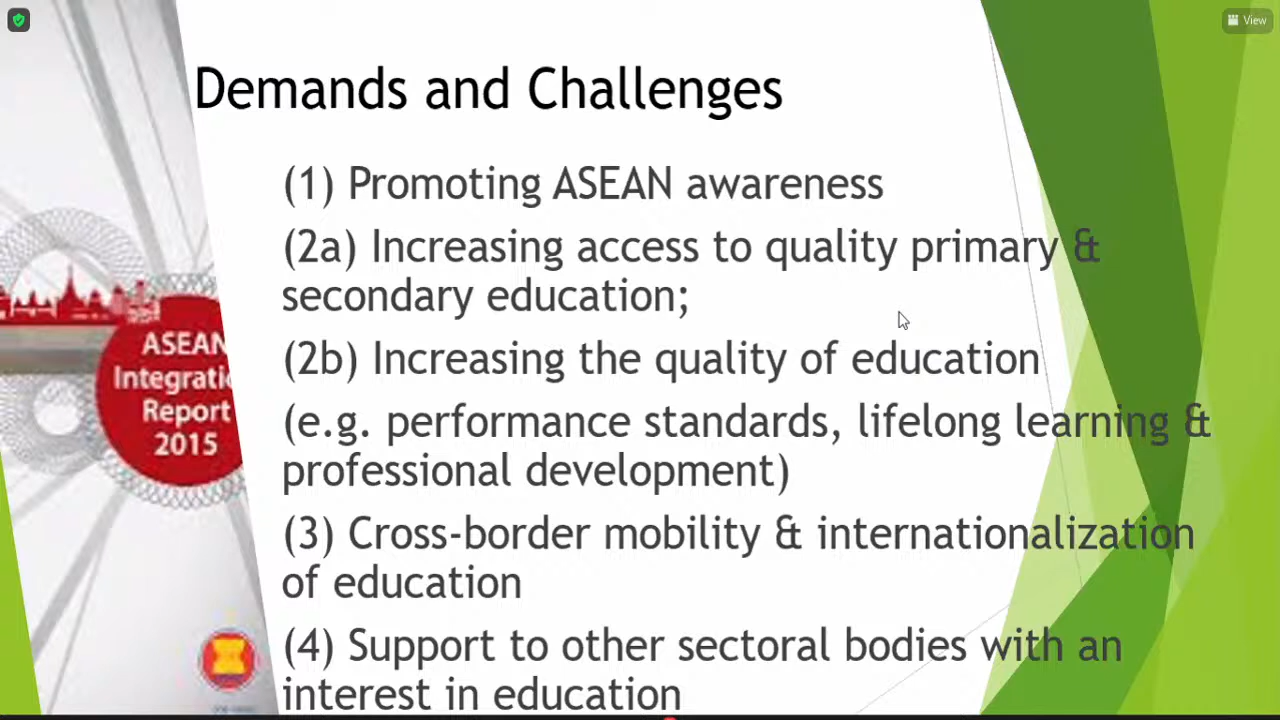 View
Demands and Challenges
(1) Promoting ASEAN awareness
(2a) Increasing access to quality primary &
secondary education;
(2b) Increasing the quality of education
(e.g. performance standards, lifelong learning &
professional development)
(3) Cross-border mobility & internationalization
of education
(4) Support to other sectoral bodies with an
interest in education
ASEAN
Integrati
Report
2015